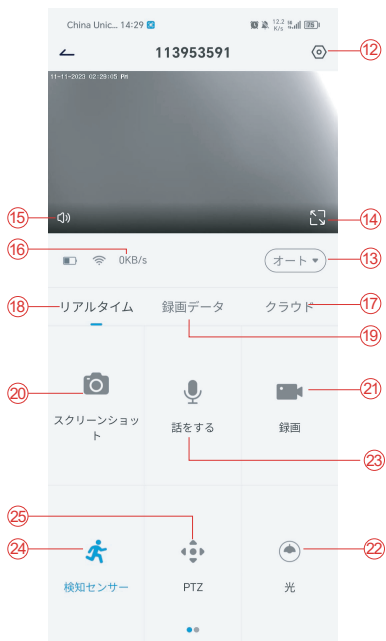 China Unic... 14:29 12.2 K/s 75
113953591
⑫
11-11-2023 02:29:05 PM
⑮
⑭
⑯
0KB/s
オート
⑬
⑱
リアルタイム 録画データ クラウド
⑰
⑲
⑳
スクリーンショット
話をする
録画
㉑
㉓
㉕
㉔
検知センサー
PTZ
光
㉒